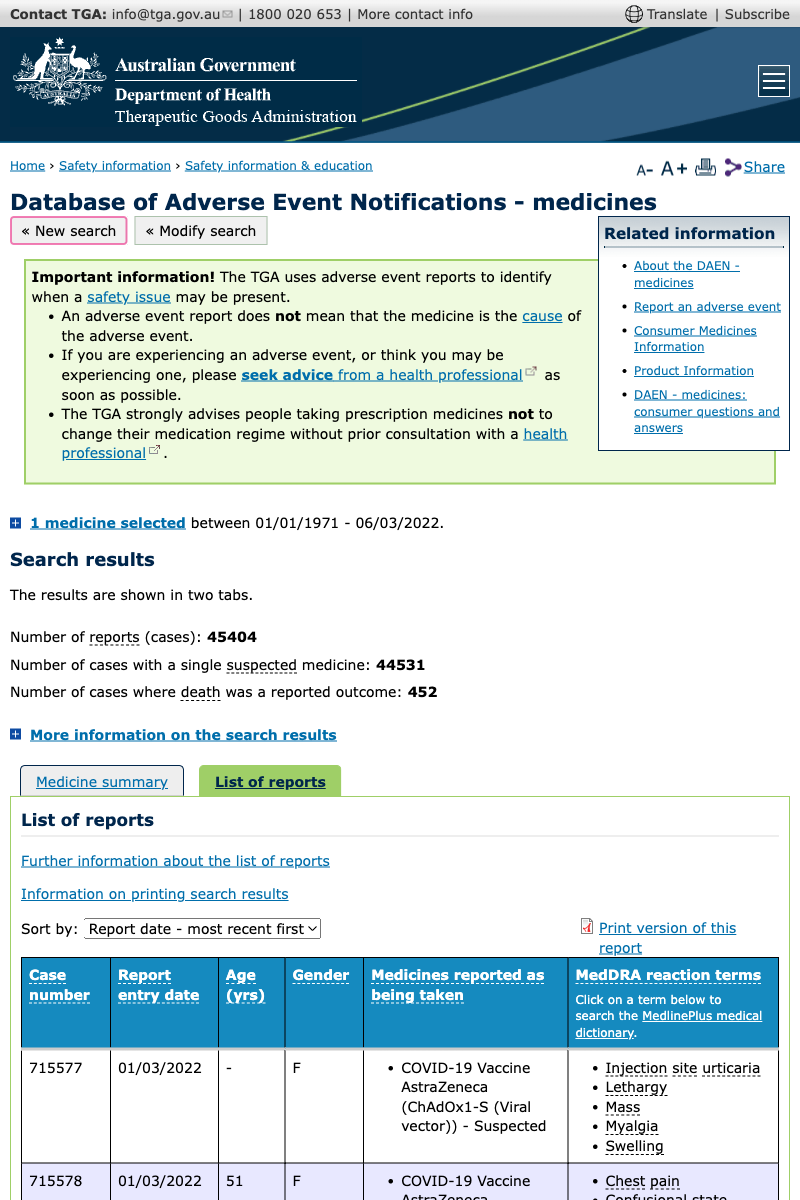 Contact TGA: info@tga.gov.au | 1800 020 653 | More contact info
Translate | Subscribe
Australian Government
Department of Health
Therapeutic Goods Administration
Home › Safety information › Safety information & education
A- A+ Share
Database of Adverse Event Notifications - medicines
« New search
« Modify search
Important information! The TGA uses adverse event reports to identify
when a safety issue may be present.
• An adverse event report does not mean that the medicine is the cause of
the adverse event.
• If you are experiencing an adverse event, or think you may be
experiencing one, please seek advice from a health professional as
soon as possible.
• The TGA strongly advises people taking prescription medicines not to
change their medication regime without prior consultation with a health
professional .
Related information
• About the DAEN -
medicines
• Report an adverse event
• Consumer Medicines
Information
• Product Information
• DAEN - medicines:
consumer questions and
answers
1 medicine selected between 01/01/1971 - 06/03/2022.
Search results
The results are shown in two tabs.
Number of reports (cases): 45404
Number of cases with a single suspected medicine: 44531
Number of cases where death was a reported outcome: 452
More information on the search results
Medicine summary
List of reports
List of reports
Further information about the list of reports
Information on printing search results
Sort by: Report date - most recent first
Print version of this
report
Case
number
Report
entry date
Age
(yrs)
Gender
Medicines reported as
being taken
MedDRA reaction terms
Click on a term below to
search the MedlinePlus medical
dictionary.
715577
01/03/2022
-
F
• COVID-19 Vaccine
AstraZeneca
(ChAdOx1-S (Viral
vector)) - Suspected
• Injection site urticaria
• Lethargy
• Mass
• Myalgia
• Swelling
715578
01/03/2022
51
F
• COVID-19 Vaccine
AstraZeneca
• Chest pain
• Confusional state